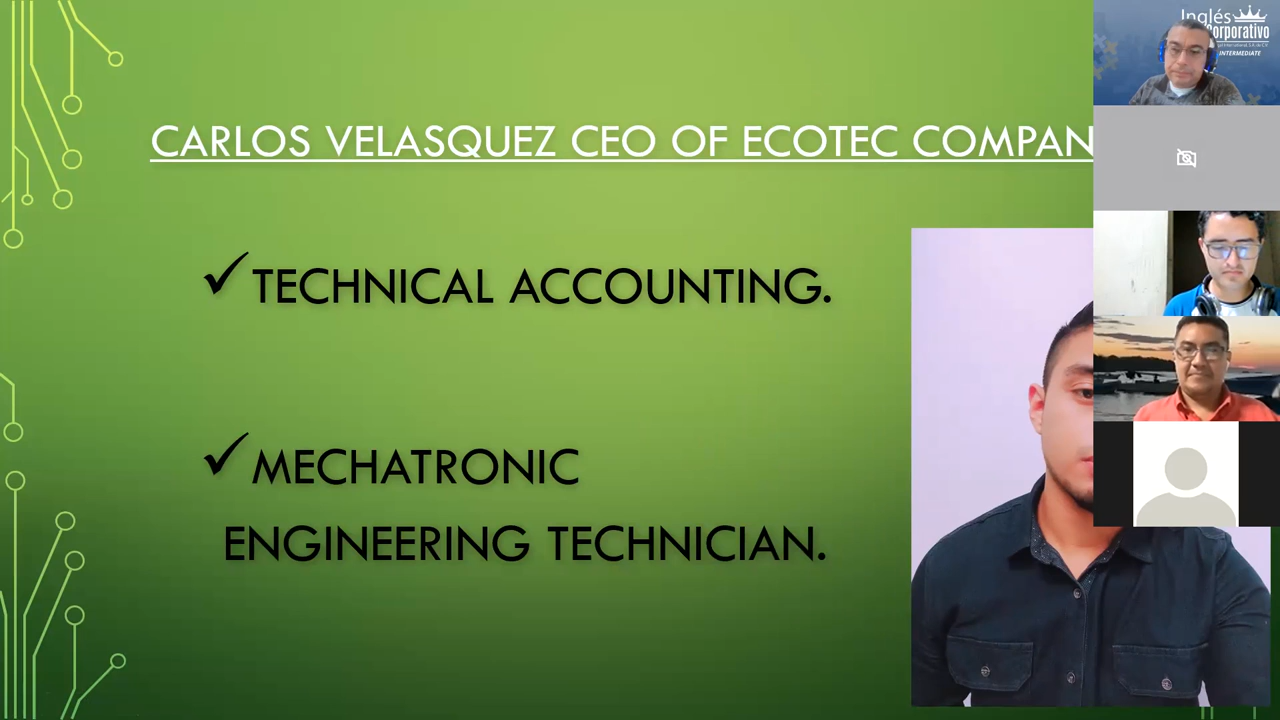 Inglés
Corporativo
INTERMEDIATE
CARLOS VELASQUEZ CEO OF ECOTEC COMPAN
✓TECHNICAL ACCOUNTING.
✓MECHATRONIC
ENGINEERING TECHNICIAN.